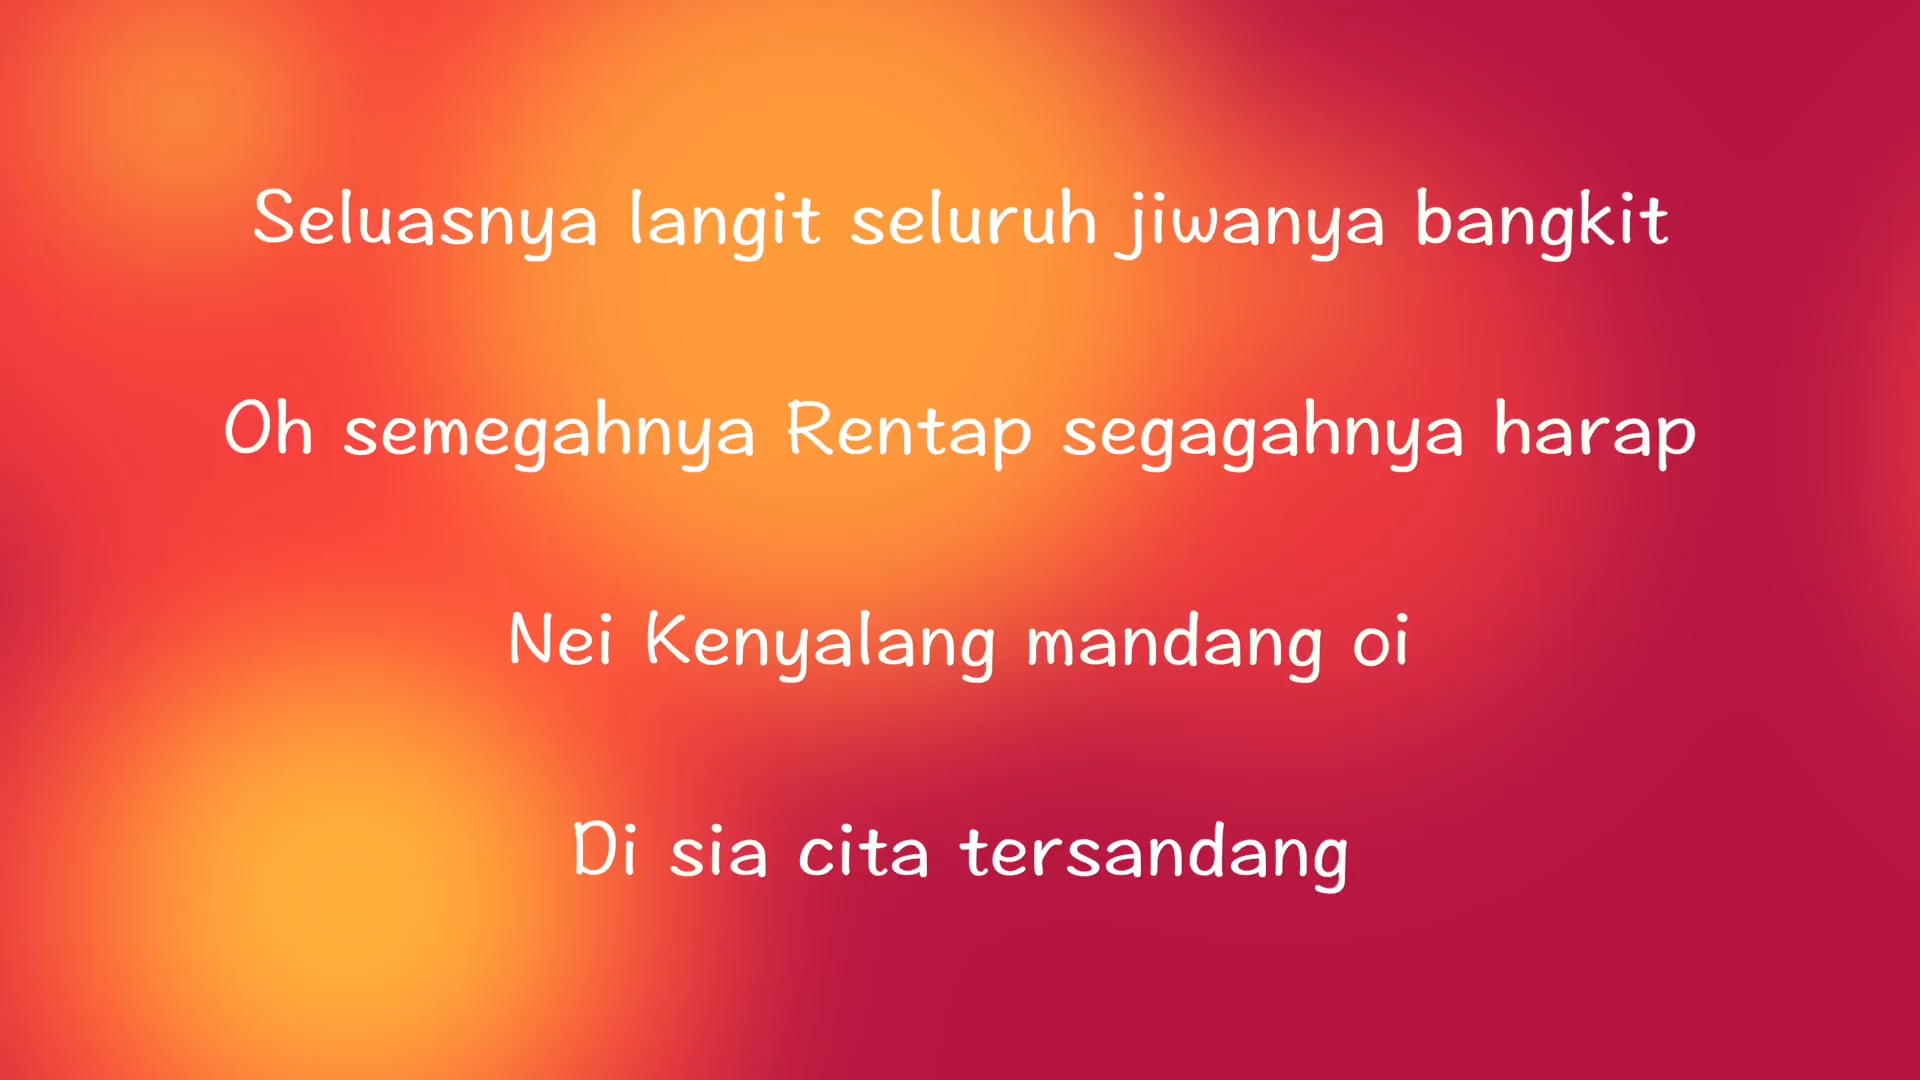 Seluasnya langit seluruh jiwanya bangkit
Oh semegahnya Rentap segagahnya harap
Nei Kenyalang mandang oi
Di sia cita tersandang